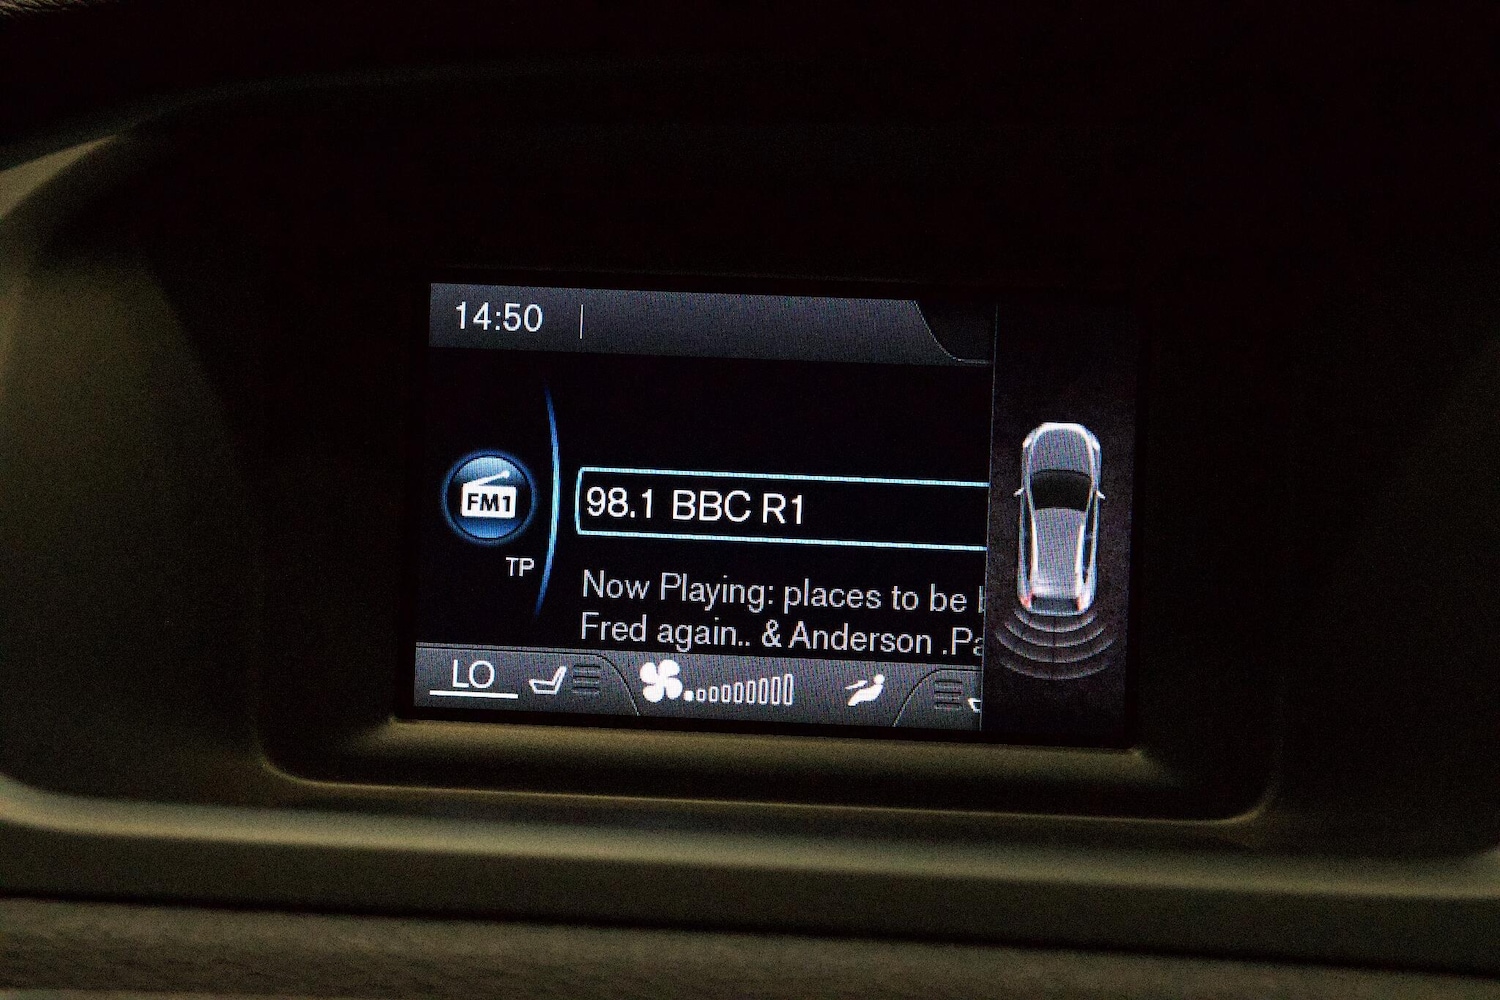 14:50
98.1 BBC R1
FM1
TP
Now Playing: places to be
Fred again.. & Anderson .Pa
LO